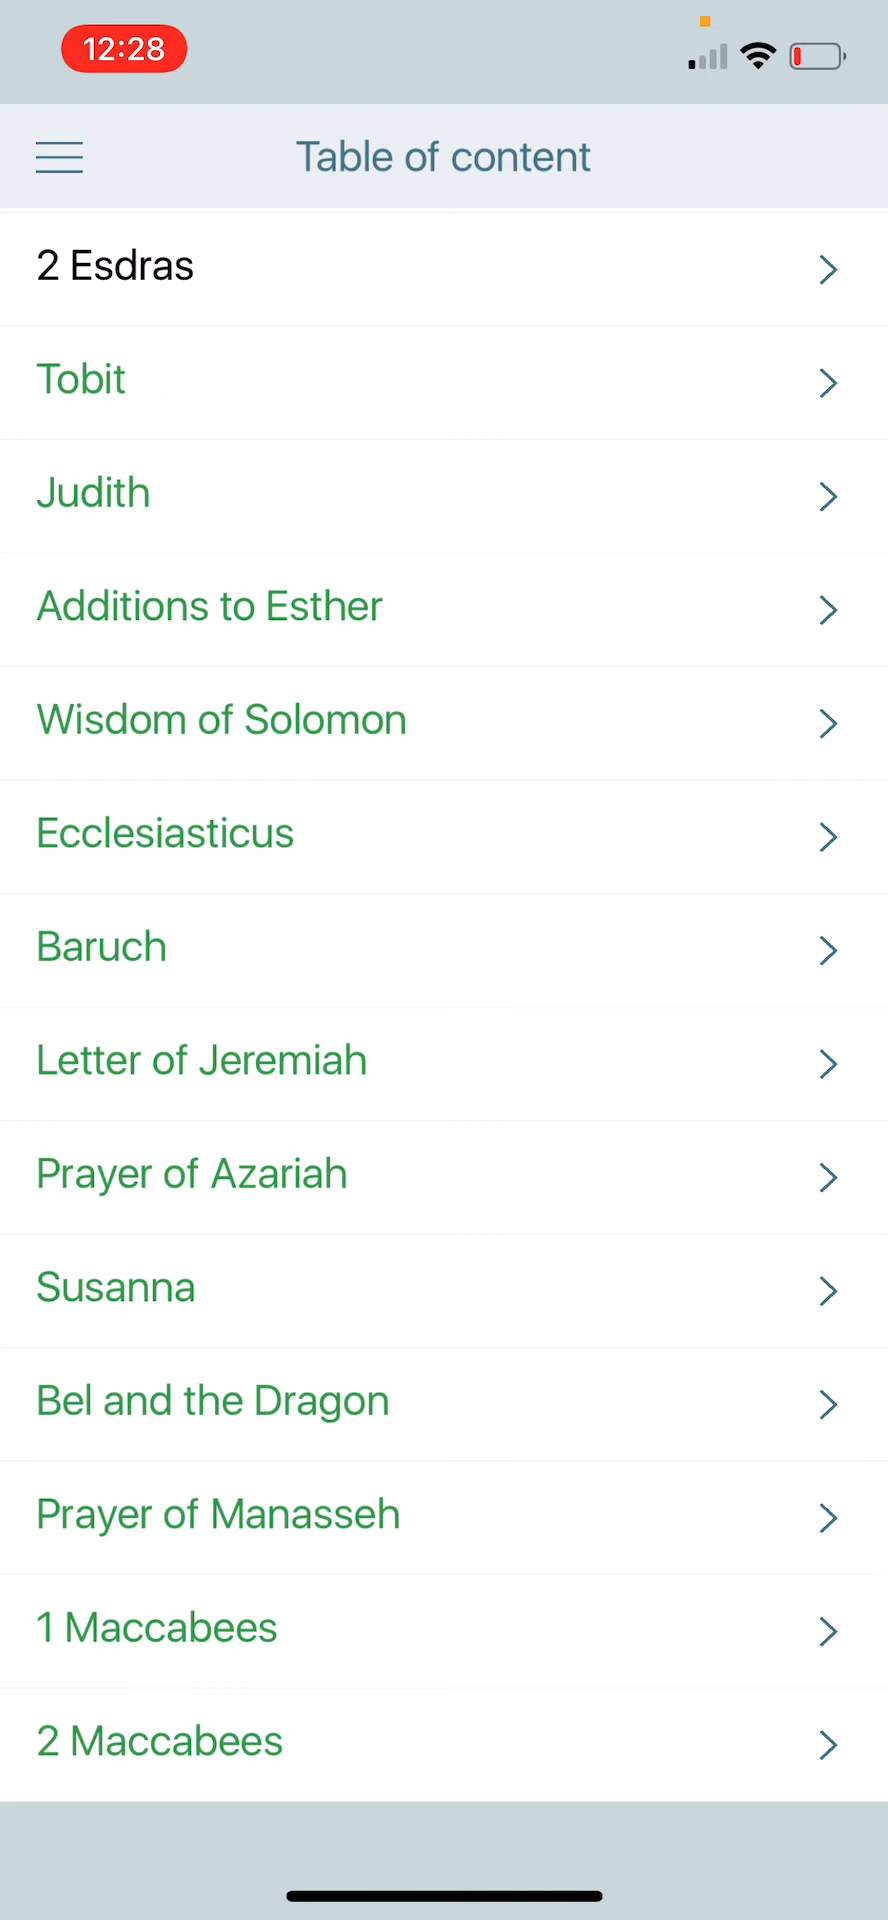 12:28
Table of content
2 Esdras
Tobit
Judith
Additions to Esther
Wisdom of Solomon
Ecclesiasticus
Baruch
Letter of Jeremiah
Prayer of Azariah
Susanna
Bel and the Dragon
Prayer of Manasseh
1 Maccabees
2 Maccabees